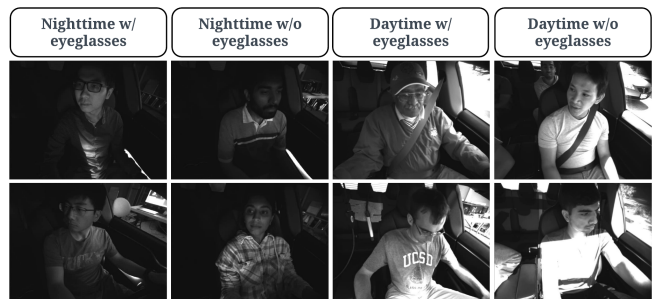 Nighttime w/
eyeglasses
Nighttime w/o
eyeglasses
Daytime w/
eyeglasses
Daytime w/o
eyeglasses
UCSD